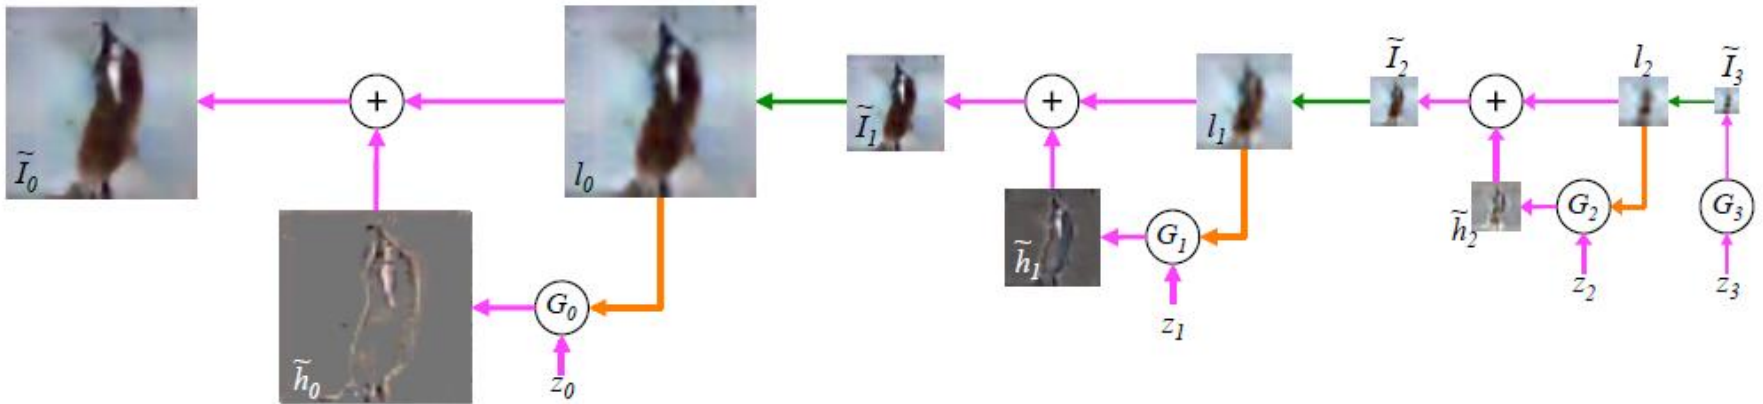 Ĩ₀
+
l₀
h̃₀
G₀
z₀
Ĩ₁
+
l₁
h̃₁
G₁
z₁
Ĩ₂
+
l₂
Ĩ₃
h̃₂
G₂
G₃
z₂
z₃